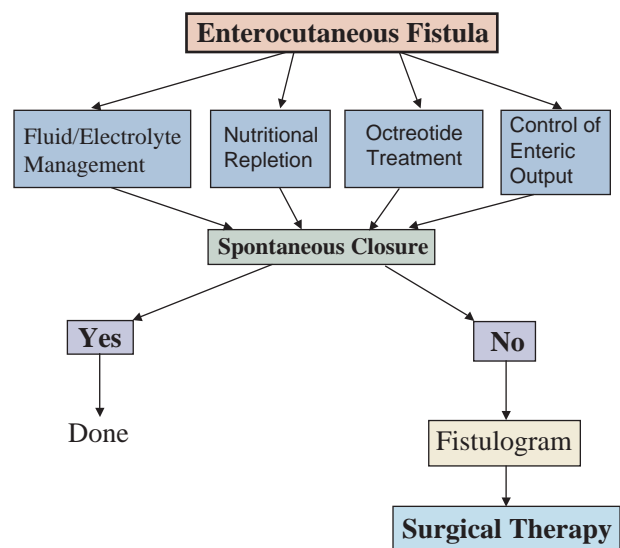 Enterocutaneous Fistula
Fluid/Electrolyte
Management
Nutritional
Repletion
Octreotide
Treatment
Control of
Enteric
Output
Spontaneous Closure
Yes
No
Done
Fistulogram
Surgical Therapy